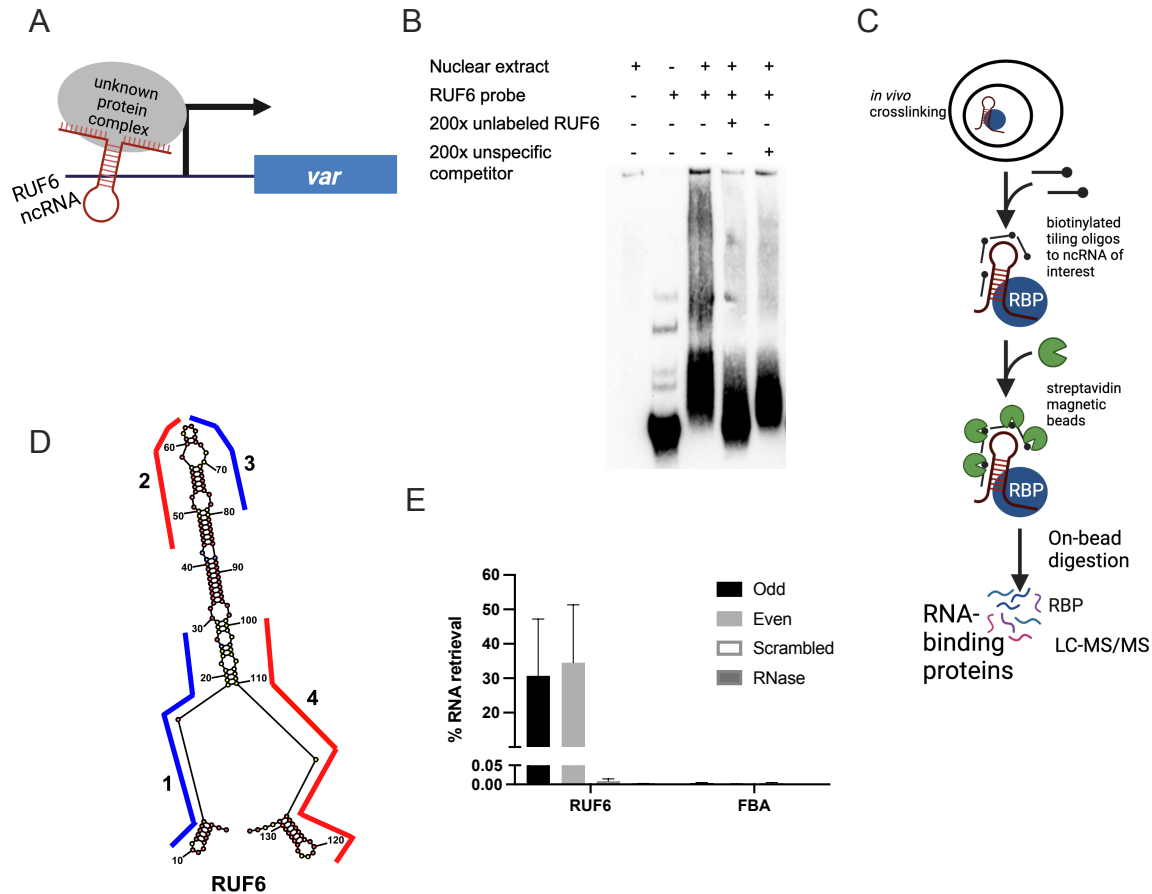 A
unknown
protein
complex
RUF6
ncRNA
var
B
Nuclear extract + - + + +
RUF6 probe - + + + +
200x unlabeled RUF6 - - - + -
200x unspecific
competitor - - - - +
C
in vivo
crosslinking
biotinylated
tiling oligos
to ncRNA of
interest
RBP
streptavidin
magnetic
beads
RBP
On-bead
digestion
RNA-
binding
proteins
RBP
LC-MS/MS
D
2
3
60
70
50
80
40
90
30
100
20
110
4
1
10
130
120
RUF6
E
% RNA retrieval
60
50
40
30
20
0.05
0.00
RUF6 FBA
Odd
Even
Scrambled
RNase